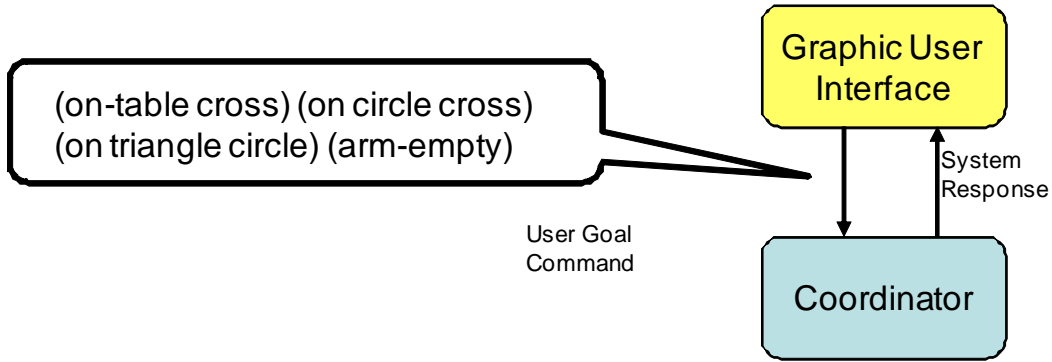 Graphic User
Interface
(on-table cross) (on circle cross)
(on triangle circle) (arm-empty)
System
Response
User Goal
Command
Coordinator